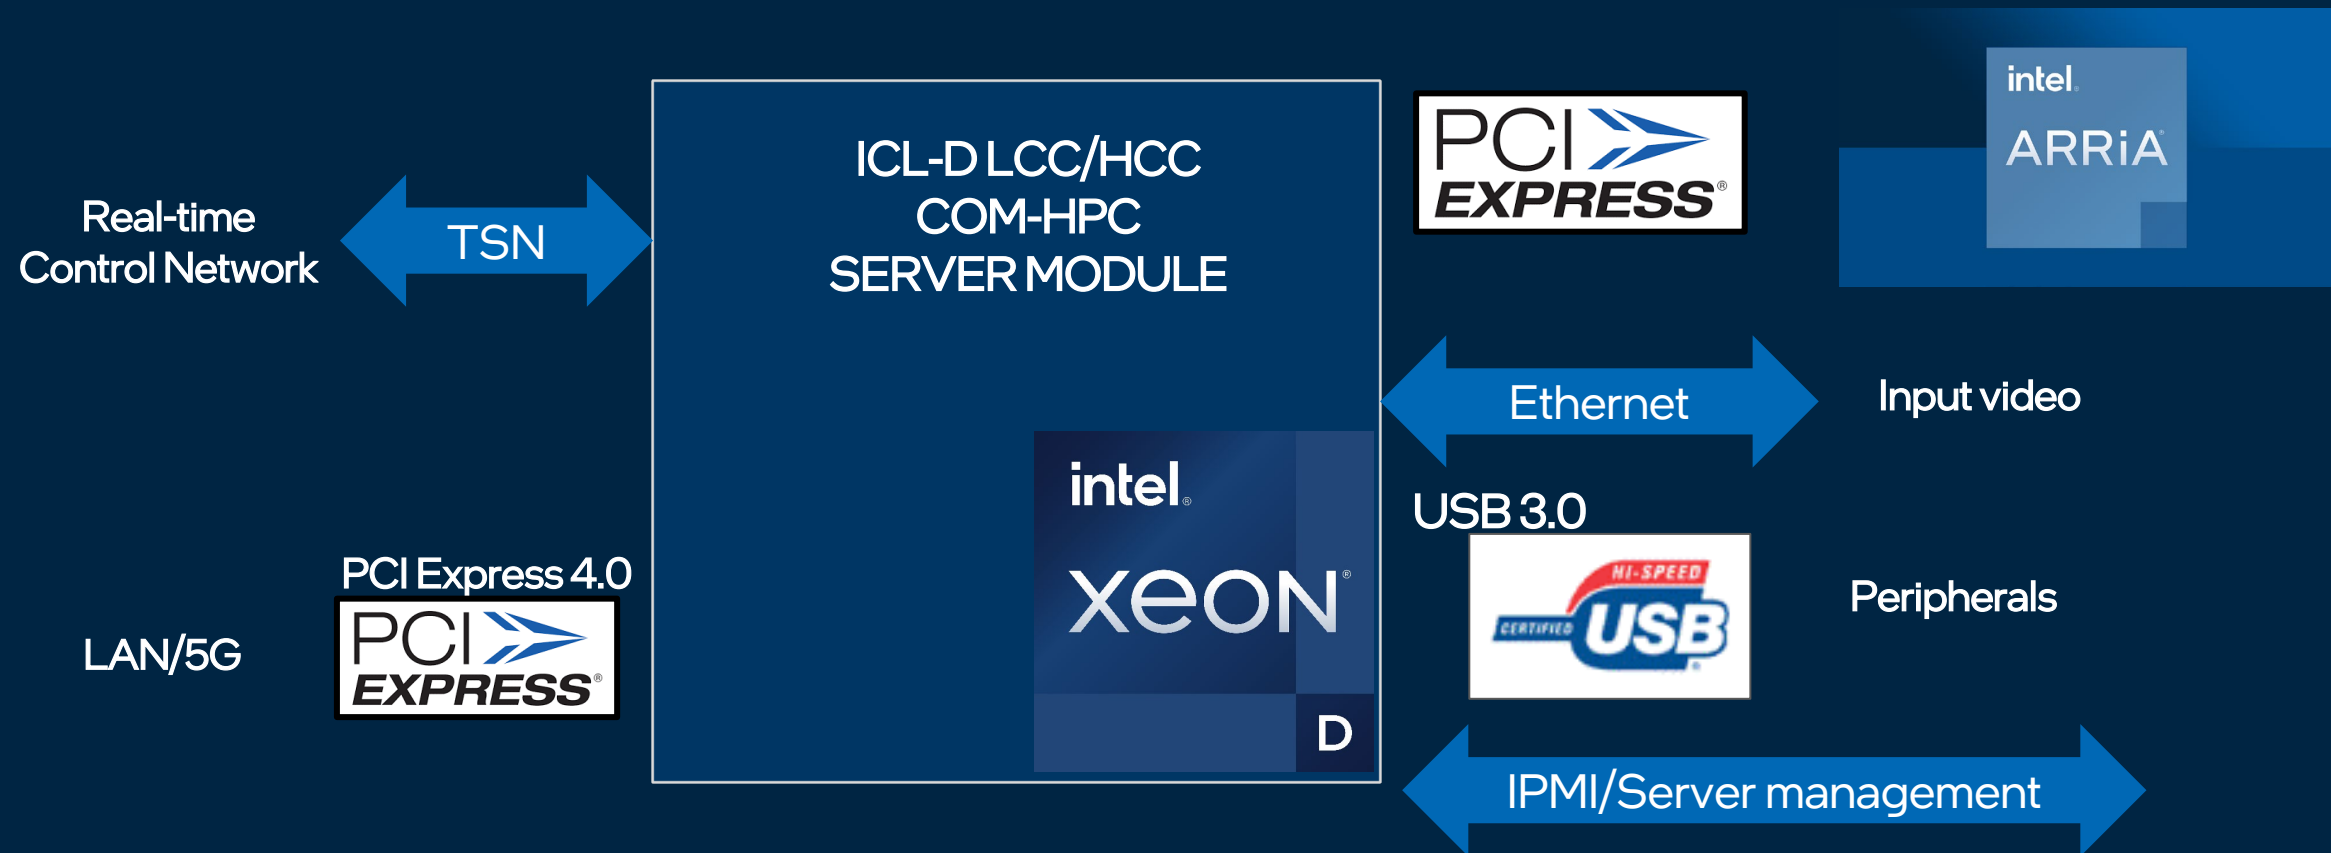 Real-time
Control Network
TSN
PCI Express 4.0
LAN/5G
PCI
EXPRESS®
ICL-D LCC/HCC
COM-HPC
SERVER MODULE
intel®
xeon®
D
PCI
EXPRESS®
intel.
ARRiA®
Ethernet
Input video
USB 3.0
HI-SPEED
CERTIFIED
USB
Peripherals
IPMI/Server management